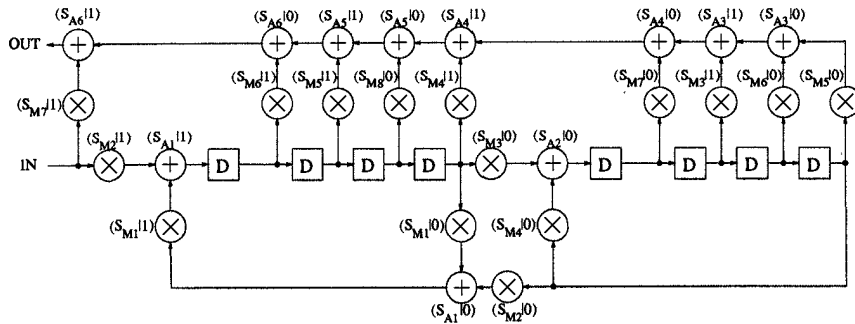 (S_A6|1) (S_A6|0) (S_A5|1) (S_A5|0) (S_A4|1) (S_A4|0) (S_A3|1) (S_A3|0)
OUT
(S_M7|1) (S_M6|1) (S_M5|1) (S_M8|0) (S_M4|1) (S_M7|0) (S_M3|1) (S_M6|0) (S_M5|0)
(S_M2|1) (S_A1|1) (S_M3|0) (S_A2|0)
IN D D D D D D D D
(S_M1|1) (S_M1|0) (S_M4|0)
(S_A1|0) (S_M2|0)